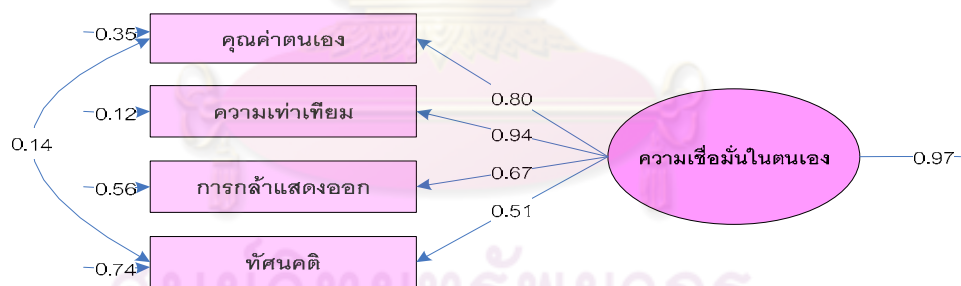 0.35
คุณค่าตนเอง
0.80
0.12
ความเท่าเทียม
0.94
0.14
ความเชื่อมั่นในตนเอง
0.97
0.56
การกล้าแสดงออก
0.67
0.51
0.74
ทัศนคติ